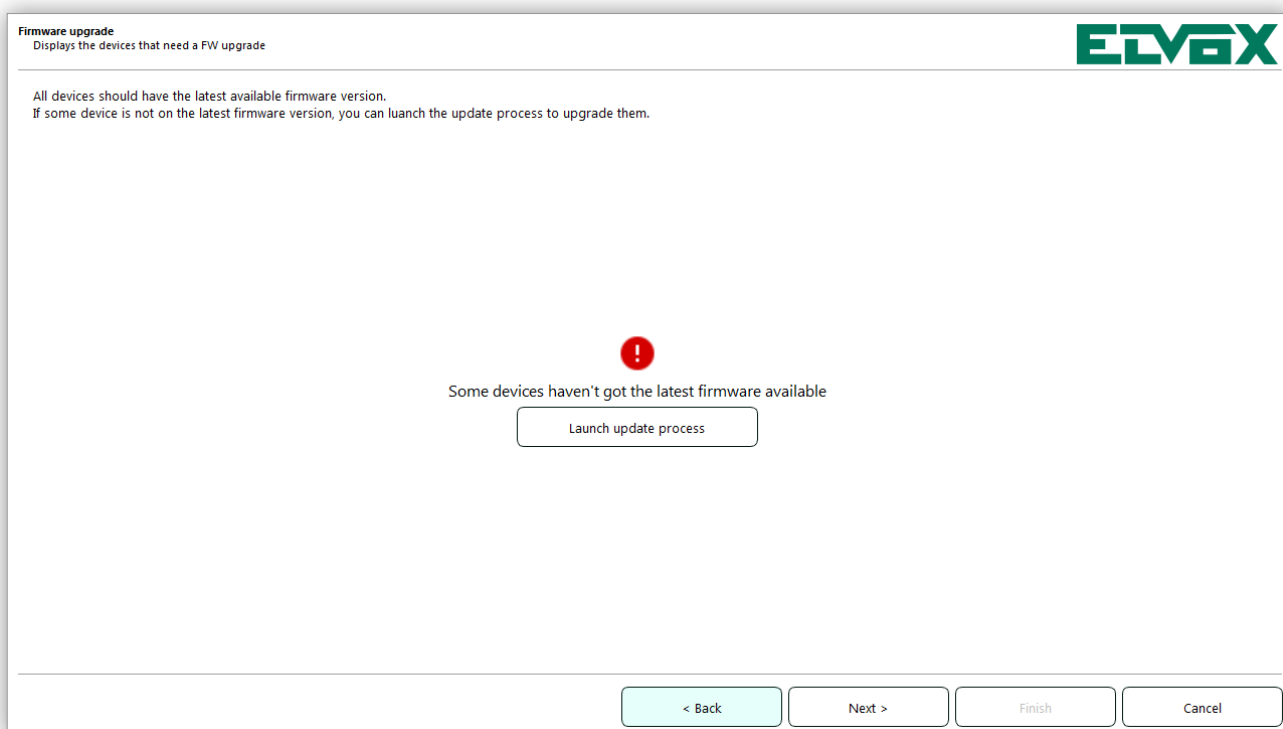 Firmware upgrade
Displays the devices that need a FW upgrade
ELVOX
All devices should have the latest available firmware version.
If some device is not on the latest firmware version, you can luanch the update process to upgrade them.
!
Some devices haven't got the latest firmware available
Launch update process
< Back
Next >
Finish
Cancel